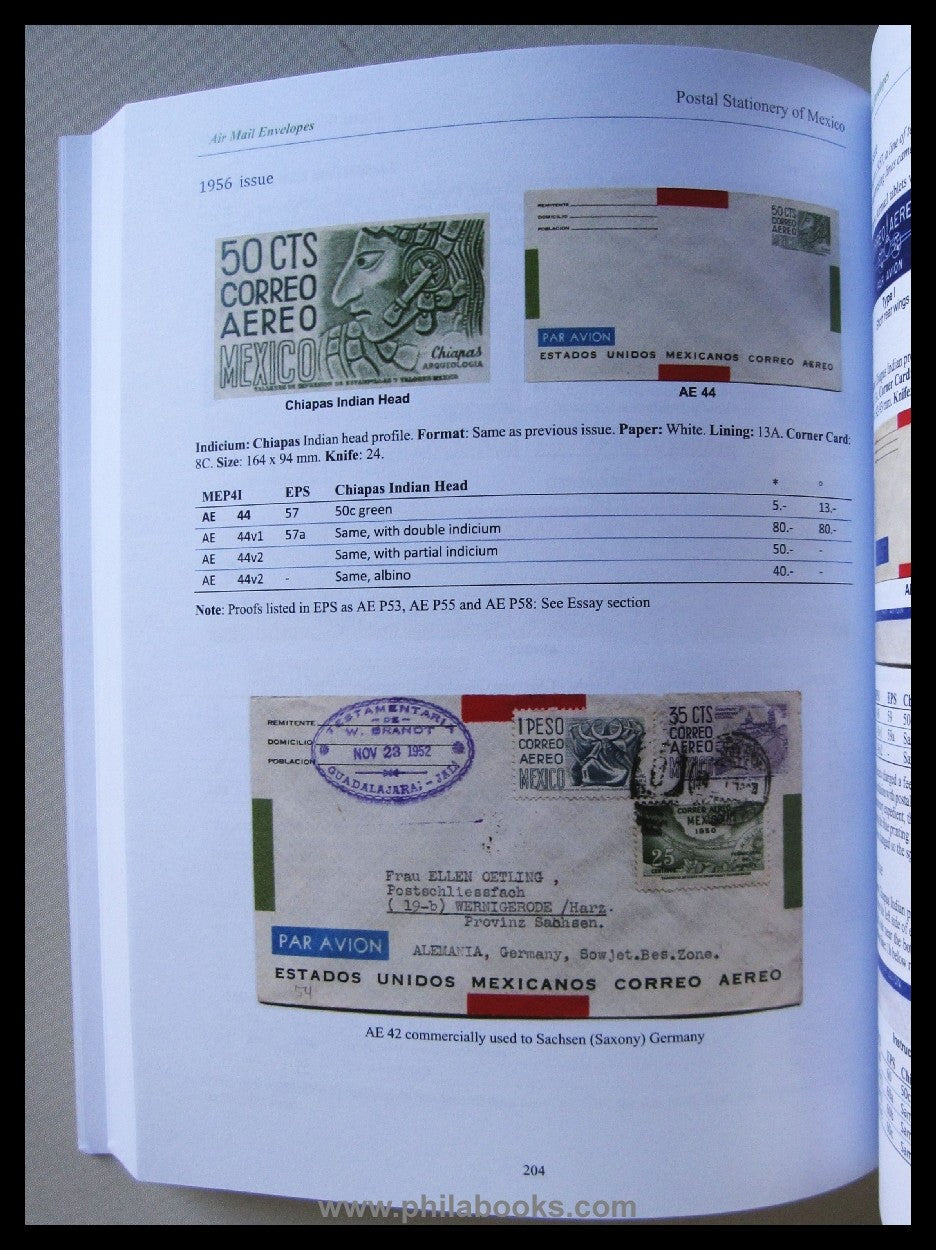 Air Mail Envelopes
Postal Stationery of Mexico
1956 issue
50 CTS
CORREO
AEREO
MEXICO
Chiapas
ARQUEOLOGIA
Chiapas Indian Head
REMITENTE
DOMICILIO
POBLACION
50 CTS
CORREO
AEREO
MEXICO
PAR AVION
ESTADOS UNIDOS MEXICANOS CORREO AEREO
AE 44
Indicium: Chiapas Indian head profile. Format: Same as previous issue. Paper: White. Lining: 13A. Corner Card:
8C. Size: 164 x 94 mm. Knife: 24.
MEP4I EPS Chiapas Indian Head * °
AE 44 57 50c green 5.- 13.-
AE 44v1 57a Same, with double indicium 80.- 80.-
AE 44v2 Same, with partial indicium 50.- -
AE 44v2 - Same, albino 40.- -
Note: Proofs listed in EPS as AE P53, AE P55 and AE P58: See Essay section
REMITENTE
DOMICILIO
POBLACION
TESTAMENTARIA
- DE -
W. BRANDT
NOV 23 1952
GUADALAJARA, JAL.
1 PESO
CORREO
AEREO
MEXICO
35 CTS
CORREO
AEREO
MEXICO
CORREO AEREO
MEXICO
1950
25
Frau ELLEN OETLING ,
Postschliessfach
( 19-b) WERNIGERODE /Harz.
Provinz Sachsen.
ALEMANIA, Germany, Sowjet.Bes.Zone.
PAR AVION
ESTADOS UNIDOS MEXICANOS CORREO AEREO
54
AE 42 commercially used to Sachsen (Saxony) Germany
204
www.philabooks.com
Type I